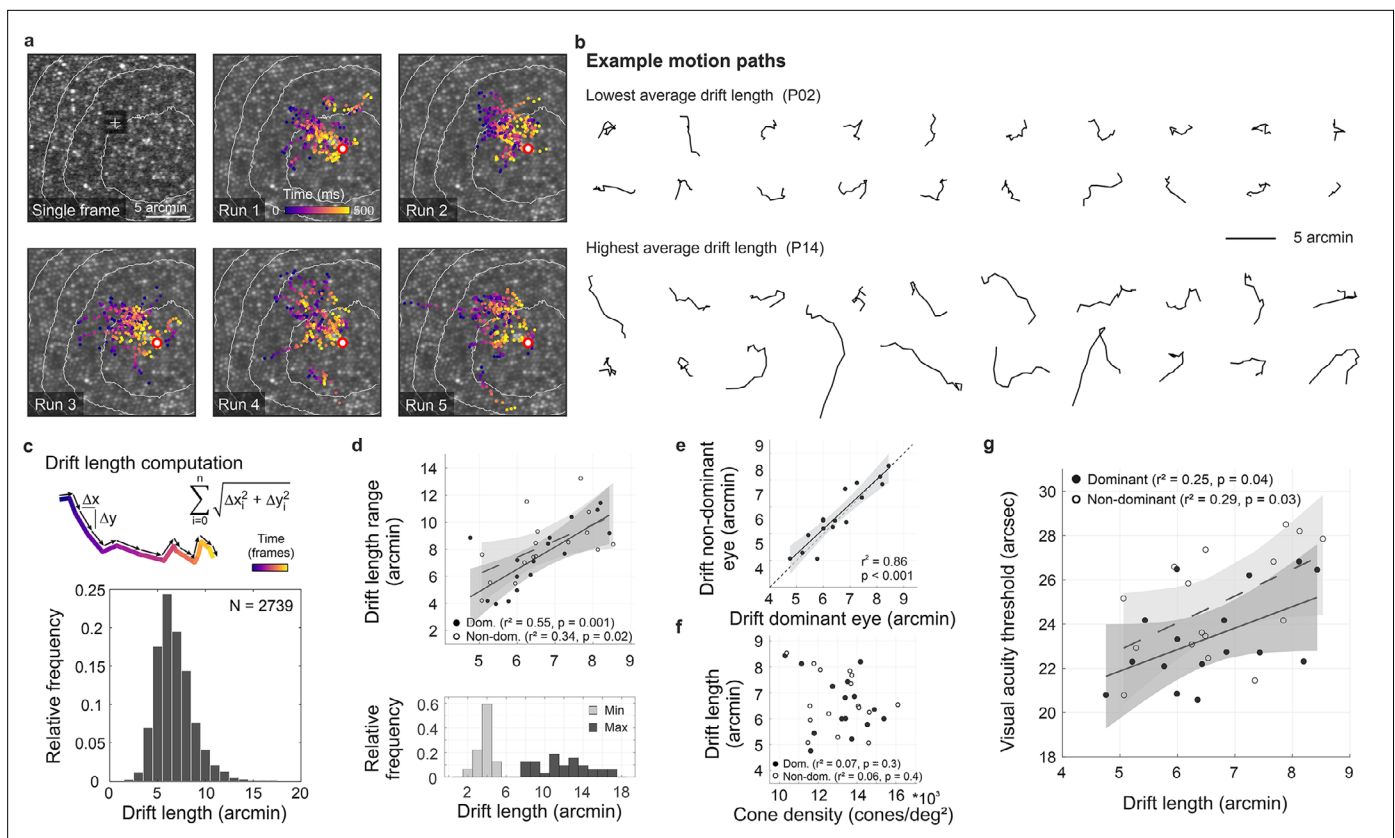 a
Single frame
5 arcmin
Time (ms)
0
500
Run 1
Run 2
Run 3
Run 4
Run 5
b
Example motion paths
Lowest average drift length (P02)
Highest average drift length (P14)
5 arcmin
c
Drift length computation
Δx
Δy
n
∑ √Δx²ᵢ + Δy²ᵢ
i=0
Time
(frames)
N = 2739
Relative frequency
0.25
0.2
0.15
0.1
0.05
0
0 5 10 15 20
Drift length (arcmin)
d
Drift length range
(arcmin)
14
12
10
8
6
4
2
Dom. (r² = 0.55, p = 0.001)
Non-dom. (r² = 0.34, p = 0.02)
5 6 7 8 9
Relative
frequency
0.6
0.4
0.2
0
Min
Max
2 6 10 14 18
Drift length (arcmin)
e
Drift non-dominant
eye (arcmin)
9
8
7
6
5
4
r² = 0.86
p < 0.001
4 5 6 7 8 9
Drift dominant eye (arcmin)
f
Drift length
(arcmin)
9
8
7
6
5
4
Dom. (r² = 0.07, p = 0.3)
Non-dom. (r² = 0.06, p = 0.4)
10 12 14 16 *10³
Cone density (cones/deg²)
g
Dominant (r² = 0.25, p = 0.04)
Non-dominant (r² = 0.29, p = 0.03)
Visual acuity threshold (arcsec)
30
28
26
24
22
20
18
4 5 6 7 8 9
Drift length (arcmin)